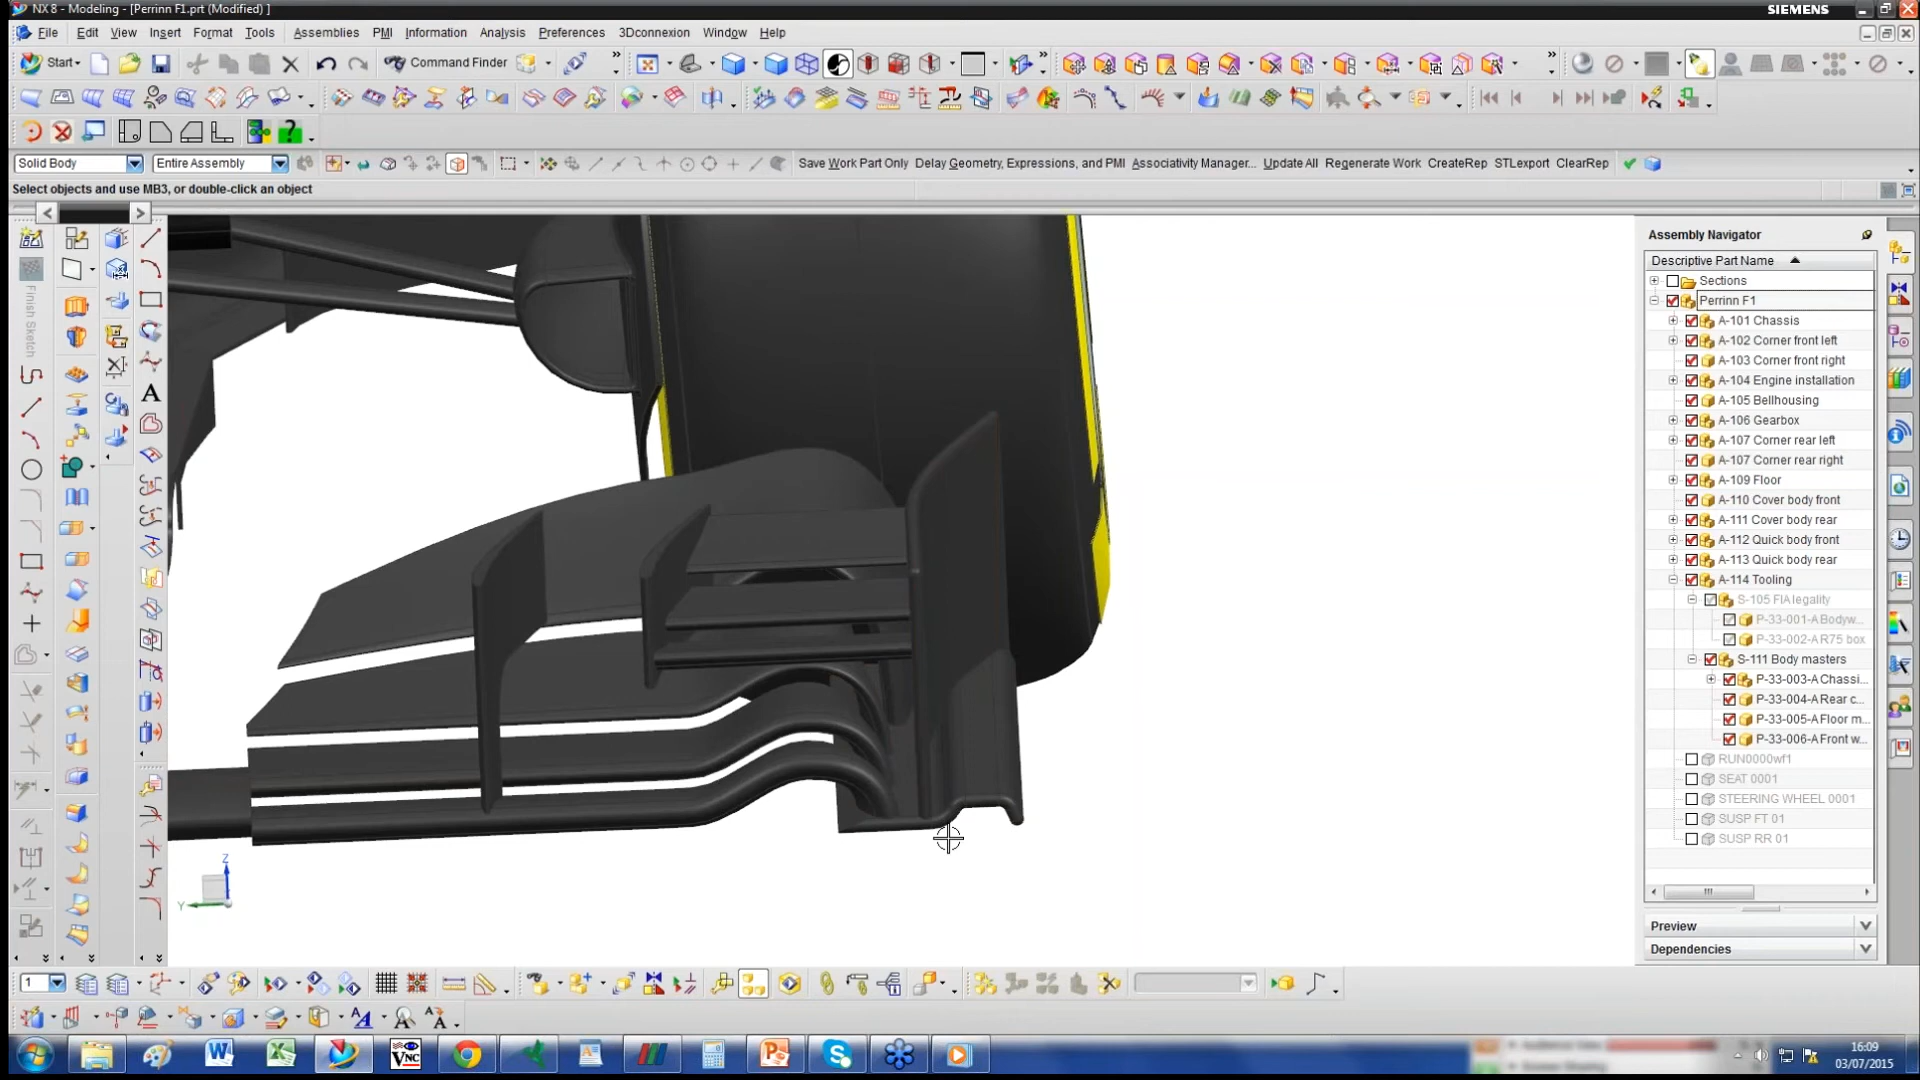 NX 8 - Modeling - [Perrinn F1.prt (Modified) ]
SIEMENS
File Edit View Insert Format Tools Assemblies PMI Information Analysis Preferences 3Dconnexion Window Help
Start Command Finder
Solid Body Entire Assembly Save Work Part Only Delay Geometry, Expressions, and PMI Associativity Manager... Update All Regenerate Work CreateRep STLexport ClearRep
Select objects and use MB3, or double-click an object
Assembly Navigator
Descriptive Part Name
Sections
Perrinn F1
A-101 Chassis
A-102 Corner front left
A-103 Corner front right
A-104 Engine installation
A-105 Bellhousing
A-106 Gearbox
A-107 Corner rear left
A-107 Corner rear right
A-109 Floor
A-110 Cover body front
A-111 Cover body rear
A-112 Quick body front
A-113 Quick body rear
A-114 Tooling
S-105 FIA legality
P-33-001-A Bodyw...
P-33-002-A R75 box
S-111 Body masters
P-33-003-A Chassi...
P-33-004-A Rear c...
P-33-005-A Floor m...
P-33-006-A Front w...
RUN0000wf1
SEAT 0001
STEERING WHEEL 0001
SUSP FT 01
SUSP RR 01
Preview
Dependencies
Finish Sketch
A
Z
Y
1
VNC
16:09
03/07/2015